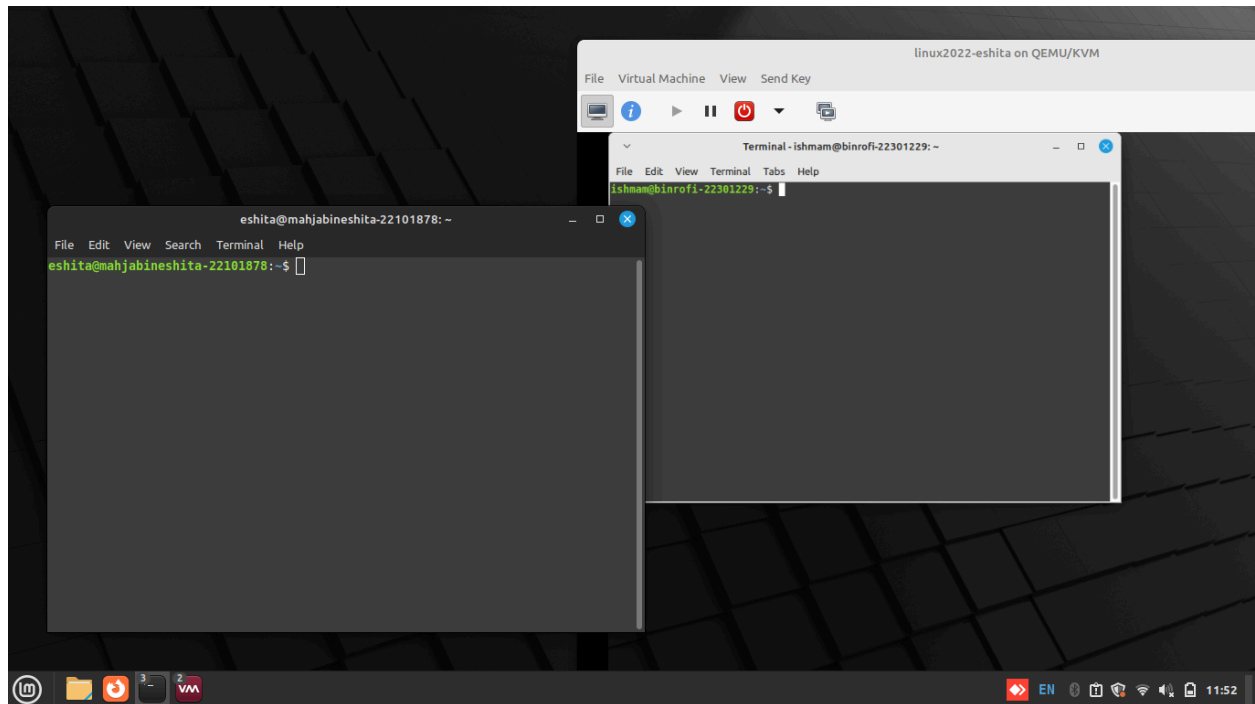 linux2022-eshita on QEMU/KVM
File Virtual Machine View Send Key
Terminal - ishmam@binrofi-22301229: ~
File Edit View Terminal Tabs Help
ishmam@binrofi-22301229:~$
eshita@mahjabineshita-22101878: ~
File Edit View Search Terminal Help
eshita@mahjabineshita-22101878:~$
3 2
EN 11:52